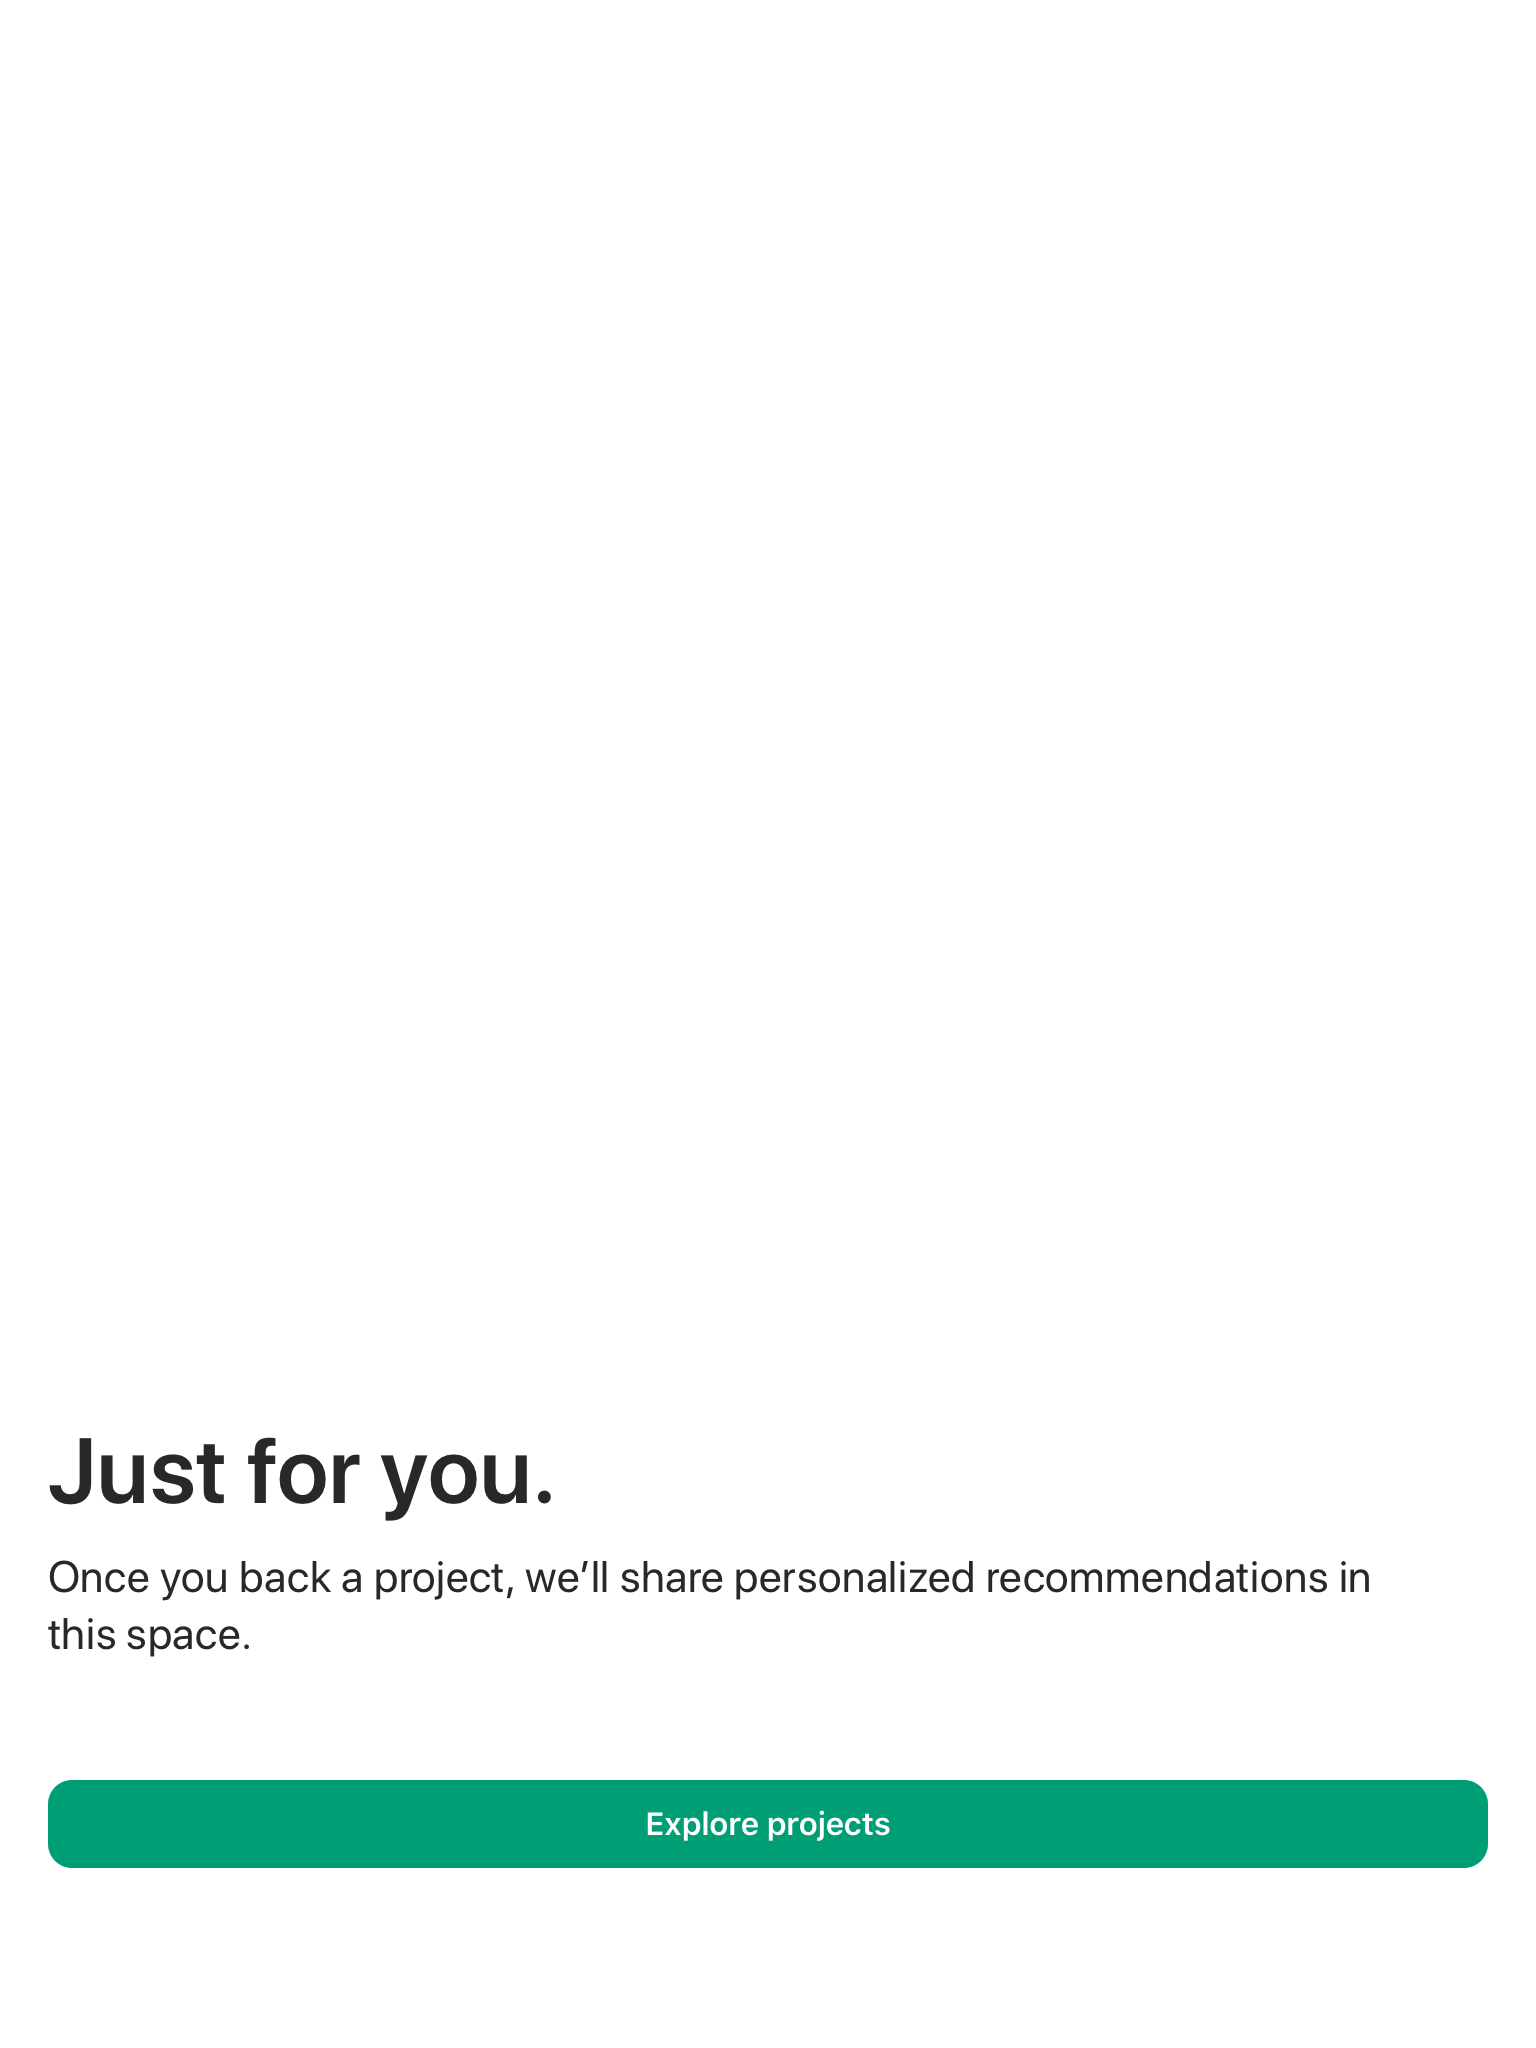 Just for you.
Once you back a project, we’ll share personalized recommendations in
this space.
Explore projects